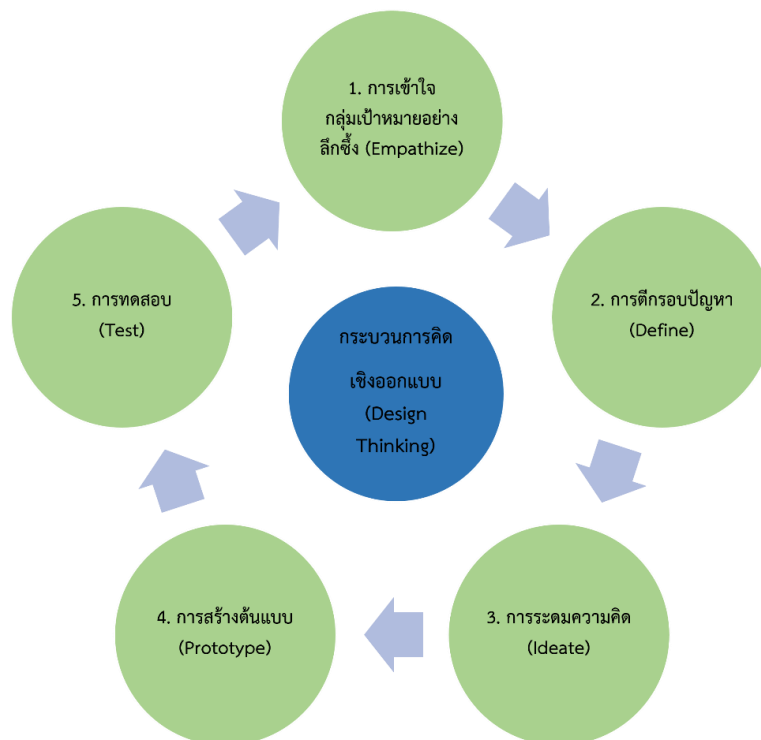 1. การเข้าใจ
กลุ่มเป้าหมายอย่าง
ลึกซึ้ง (Empathize)
2. การตีกรอบปัญหา
(Define)
3. การระดมความคิด
(Ideate)
4. การสร้างต้นแบบ
(Prototype)
5. การทดสอบ
(Test)
กระบวนการคิด
เชิงออกแบบ
(Design
Thinking)